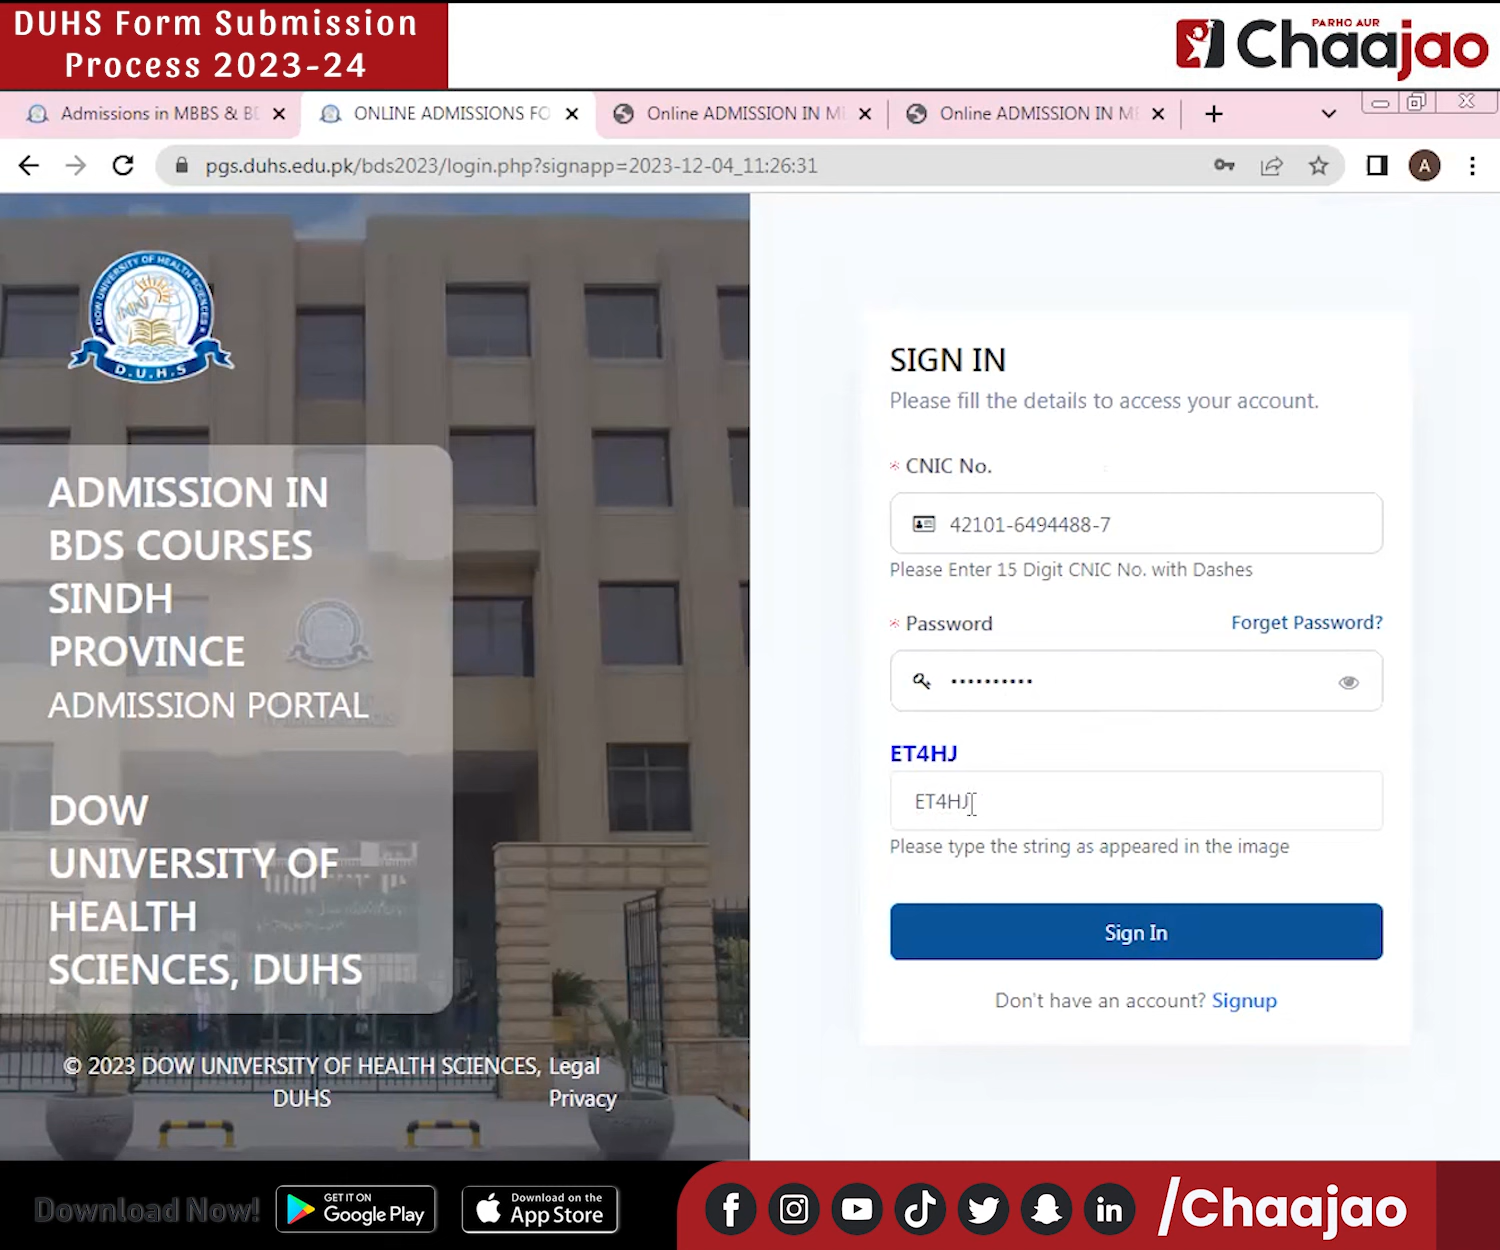 DUHS Form Submission
Process 2023-24
PARHO AUR
Chaajao
Admissions in MBBS & BD
ONLINE ADMISSIONS FO
Online ADMISSION IN M
Online ADMISSION IN M
pgs.duhs.edu.pk/bds2023/login.php?signapp=2023-12-04_11:26:31
A
DOW UNIVERSITY OF HEALTH SCIENCES
D.U.H.S
ADMISSION IN
BDS COURSES
SINDH
PROVINCE
ADMISSION PORTAL
DOW
UNIVERSITY OF
HEALTH
SCIENCES, DUHS
© 2023 DOW UNIVERSITY OF HEALTH SCIENCES, Legal
DUHS Privacy
SIGN IN
Please fill the details to access your account.
* CNIC No.
42101-6494488-7
Please Enter 15 Digit CNIC No. with Dashes
* Password Forget Password?
••••••••••
ET4HJ
ET4HJ
Please type the string as appeared in the image
Sign In
Don't have an account? Signup
Download Now!
GET IT ON
Google Play
Download on the
App Store
/Chaajao